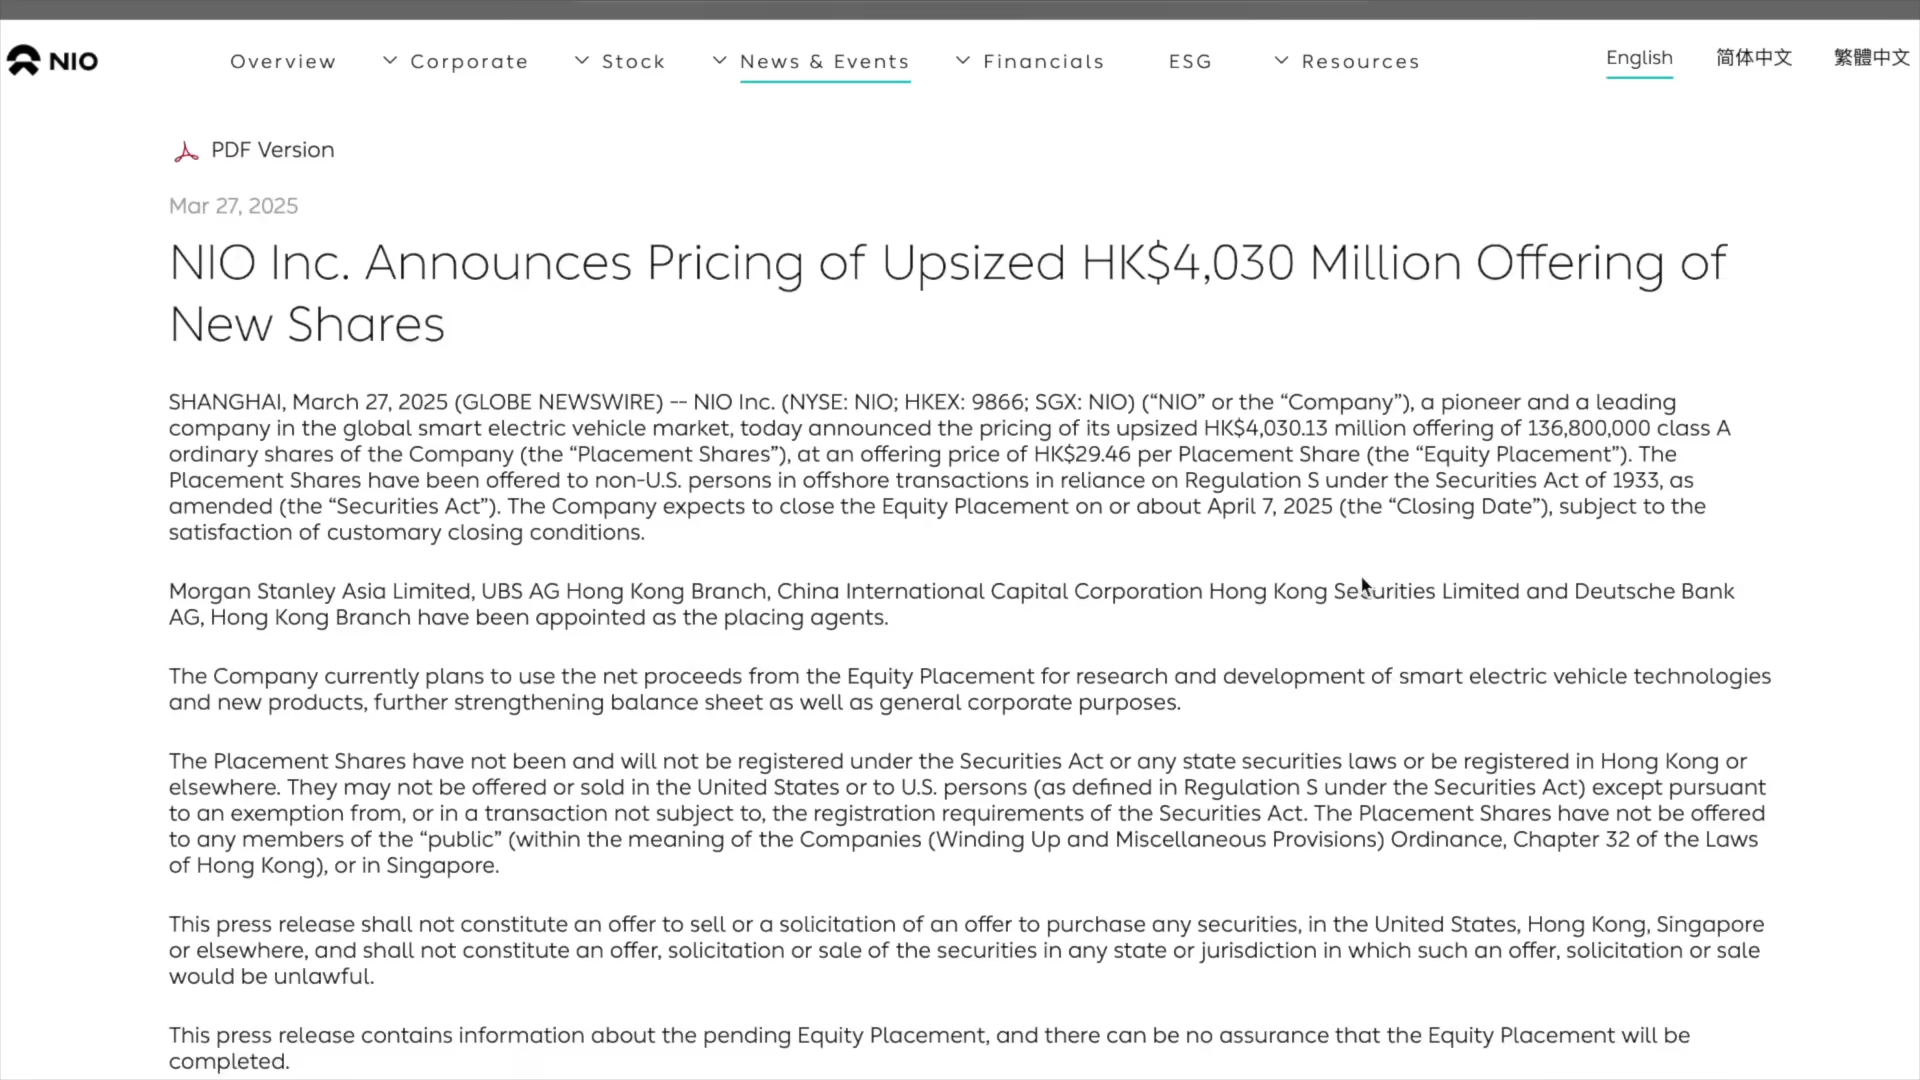 NIO
Overview
Corporate
Stock
News & Events
Financials
ESG
Resources
English
简体中文
繁體中文
PDF Version
Mar 27, 2025
NIO Inc. Announces Pricing of Upsized HK$4,030 Million Offering of
New Shares
SHANGHAI, March 27, 2025 (GLOBE NEWSWIRE) -- NIO Inc. (NYSE: NIO; HKEX: 9866; SGX: NIO) (“NIO” or the “Company”), a pioneer and a leading
company in the global smart electric vehicle market, today announced the pricing of its upsized HK$4,030.13 million offering of 136,800,000 class A
ordinary shares of the Company (the “Placement Shares”), at an offering price of HK$29.46 per Placement Share (the “Equity Placement”). The
Placement Shares have been offered to non-U.S. persons in offshore transactions in reliance on Regulation S under the Securities Act of 1933, as
amended (the “Securities Act”). The Company expects to close the Equity Placement on or about April 7, 2025 (the “Closing Date”), subject to the
satisfaction of customary closing conditions.
Morgan Stanley Asia Limited, UBS AG Hong Kong Branch, China International Capital Corporation Hong Kong Securities Limited and Deutsche Bank
AG, Hong Kong Branch have been appointed as the placing agents.
The Company currently plans to use the net proceeds from the Equity Placement for research and development of smart electric vehicle technologies
and new products, further strengthening balance sheet as well as general corporate purposes.
The Placement Shares have not been and will not be registered under the Securities Act or any state securities laws or be registered in Hong Kong or
elsewhere. They may not be offered or sold in the United States or to U.S. persons (as defined in Regulation S under the Securities Act) except pursuant
to an exemption from, or in a transaction not subject to, the registration requirements of the Securities Act. The Placement Shares have not be offered
to any members of the “public” (within the meaning of the Companies (Winding Up and Miscellaneous Provisions) Ordinance, Chapter 32 of the Laws
of Hong Kong), or in Singapore.
This press release shall not constitute an offer to sell or a solicitation of an offer to purchase any securities, in the United States, Hong Kong, Singapore
or elsewhere, and shall not constitute an offer, solicitation or sale of the securities in any state or jurisdiction in which such an offer, solicitation or sale
would be unlawful.
This press release contains information about the pending Equity Placement, and there can be no assurance that the Equity Placement will be
completed.